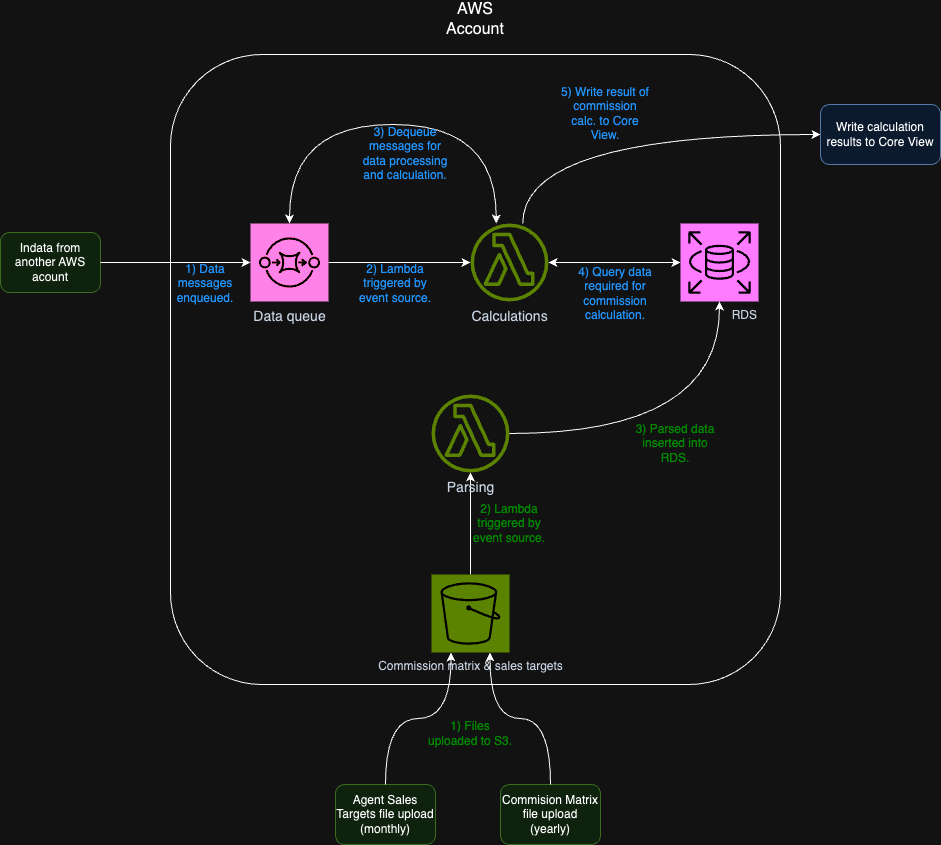 AWS
Account
5) Write result of
commission
calc. to Core
View.
Write calculation
results to Core View
3) Dequeue
messages for
data processing
and calculation.
Indata from
another AWS
acount
1) Data
messages
enqueued.
2) Lambda
triggered by
event source.
4) Query data
required for
commission
calculation.
Data queue
Calculations
RDS
3) Parsed data
inserted into
RDS.
Parsing
2) Lambda
triggered by
event source.
Commission matrix & sales targets
1) Files
uploaded to S3.
Agent Sales
Targets file upload
(monthly)
Commision Matrix
file upload
(yearly)